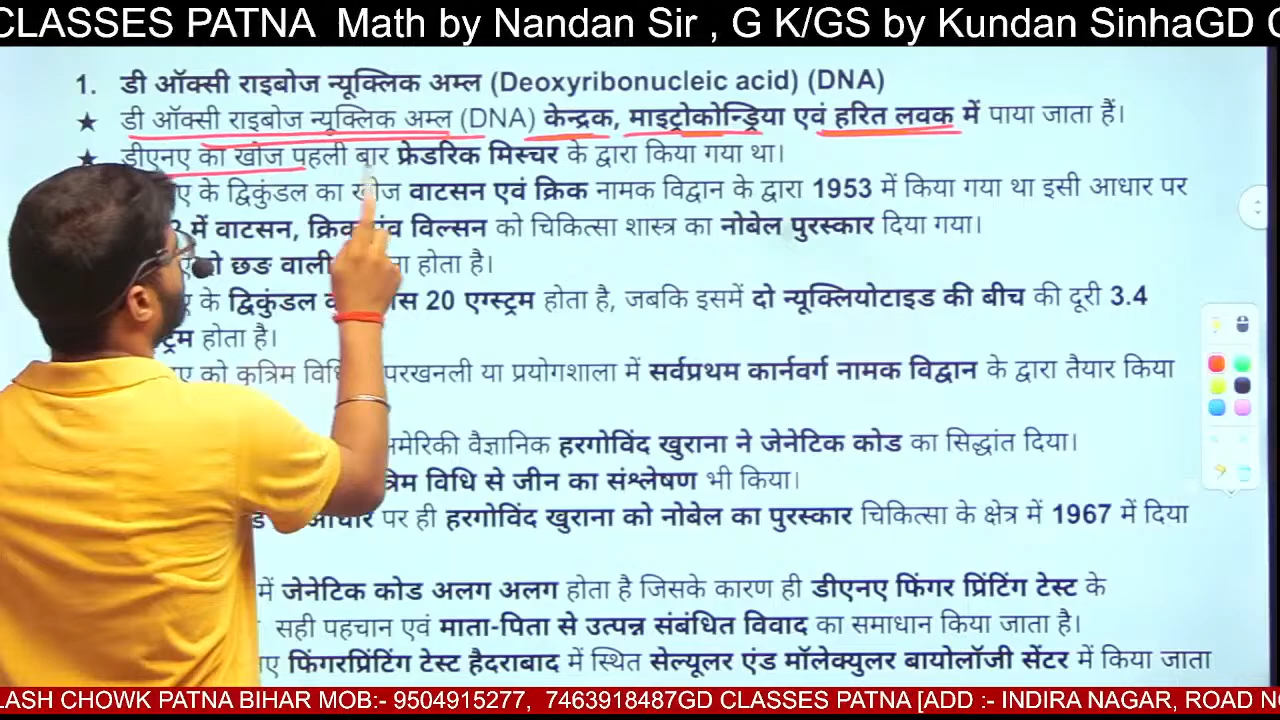 CLASSES PATNA Math by Nandan Sir , G K/GS by Kundan SinhaGD
1. डी ऑक्सी राइबोज न्यूक्लिक अम्ल (Deoxyribonucleic acid) (DNA)
★ डी ऑक्सी राइबोज न्यूक्लिक अम्ल (DNA) केन्द्रक, माइट्रोकोन्ड्रिया एवं हरित लवक में पाया जाता हैं।
★ डीएनए का खोज पहली बार फ्रेडरिक मिस्चर के द्वारा किया गया था।
के द्विकुंडल का खोज वाटसन एवं क्रिक नामक विद्वान के द्वारा 1953 में किया गया था इसी आधार पर
में वाटसन, विल्सन को चिकित्सा शास्त्र का नोबेल पुरस्कार दिया गया।
छङ वाली होता है।
के द्विकुंडल 20 एग्स्ट्रम होता है, जबकि इसमें दो न्यूक्लियोटाइड की बीच की दूरी 3.4
होता है।
को कृत्रिम परखनली या प्रयोगशाला में सर्वप्रथम कार्नवर्ग नामक विद्वान के द्वारा तैयार किया
हरगोविंद खुराना ने जेनेटिक कोड का सिद्धांत दिया।
विधि से जीन का संश्लेषण भी किया।
पर ही हरगोविंद खुराना को नोबेल का पुरस्कार चिकित्सा के क्षेत्र में 1967 में दिया
में जेनेटिक कोड अलग अलग होता है जिसके कारण ही डीएनए फिंगर प्रिंटिंग टेस्ट के
सही पहचान एवं माता-पिता से उत्पन्न संबंधित विवाद का समाधान किया जाता है।
फिंगरप्रिंटिंग टेस्ट हैदराबाद में स्थित सेल्यूलर एंड मॉलेक्युलर बायोलॉजी सेंटर में किया जाता
LASH CHOWK PATNA BIHAR MOB:- 9504915277, 7463918487GD CLASSES PATNA [ADD :- INDIRA NAGAR, ROAD